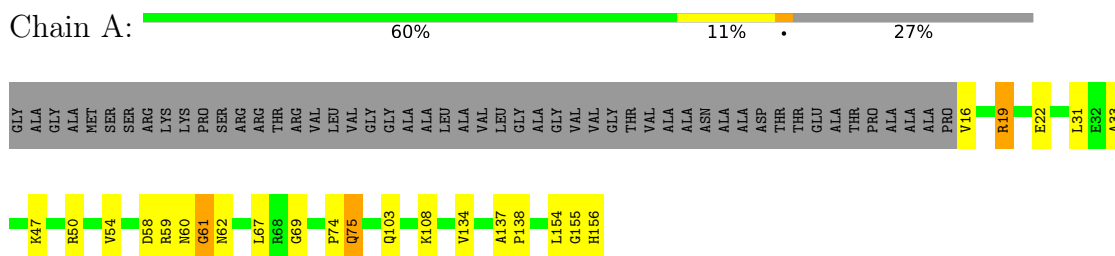 Chain A:
60% 11% • 27%
GLY ALA GLY ALA MET SER SER ARG LYS LYS PRO SER ARG ARG THR ARG VAL LEU VAL GLY GLY ALA ALA LEU ALA VAL LEU GLY ALA GLY VAL VAL GLY THR VAL ALA ALA ASN ALA ALA ASP THR THR GLU ALA THR PRO ALA ALA ALA PRO V16 R19 E22 L31 E32 A33
K47 R50 V54 D58 R59 N60 G61 N62 L67 R68 G69 P74 Q75 Q103 K108 V134 A137 P138 L154 G155 H156